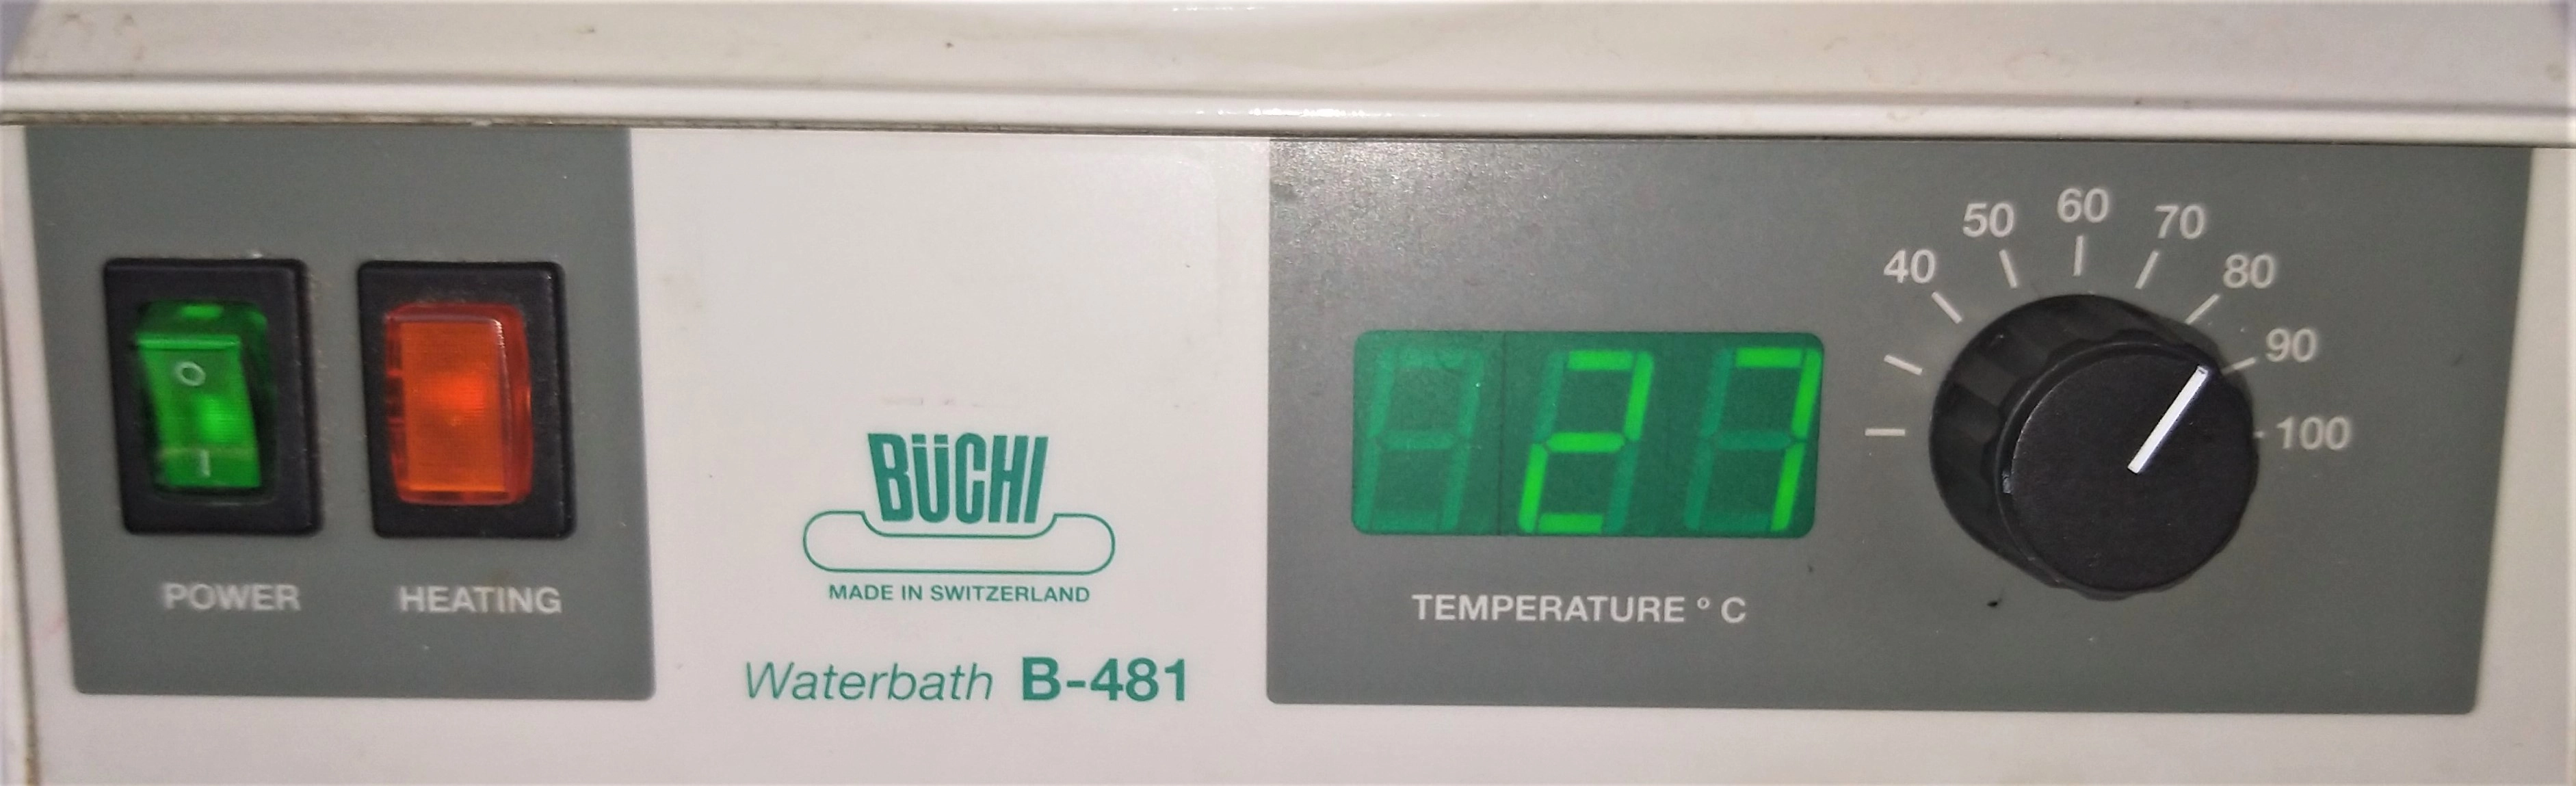 O
I
POWER
HEATING
BÜCHI
MADE IN SWITZERLAND
Waterbath B-481
27
TEMPERATURE ° C
40
50
60
70
80
90
100